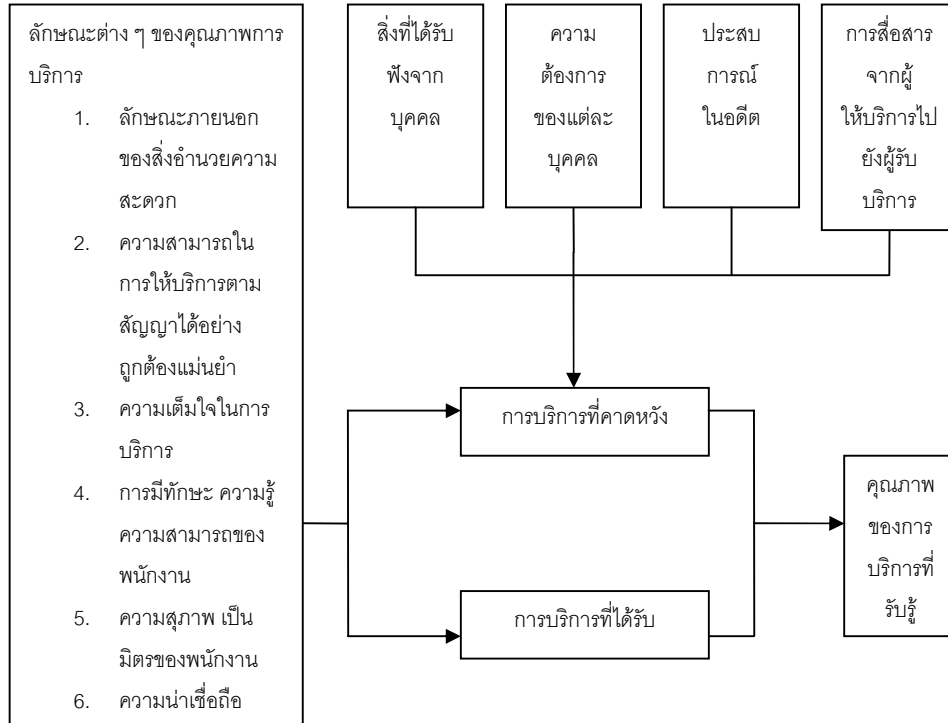 ลักษณะต่าง ๆ ของคุณภาพการ
บริการ
1. ลักษณะภายนอก
ของสิ่งอำนวยความ
สะดวก
2. ความสามารถใน
การให้บริการตาม
สัญญาได้อย่าง
ถูกต้องแม่นยำ
3. ความเต็มใจในการ
บริการ
4. การมีทักษะ ความรู้
ความสามารถของ
พนักงาน
5. ความสุภาพ เป็น
มิตรของพนักงาน
6. ความน่าเชื่อถือ
สิ่งที่ได้รับ
ฟังจาก
บุคคล
ความ
ต้องการ
ของแต่ละ
บุคคล
ประสบ
การณ์
ในอดีต
การสื่อสาร
จากผู้
ให้บริการไป
ยังผู้รับ
บริการ
การบริการที่คาดหวัง
การบริการที่ได้รับ
คุณภาพ
ของการ
บริการที่
รับรู้